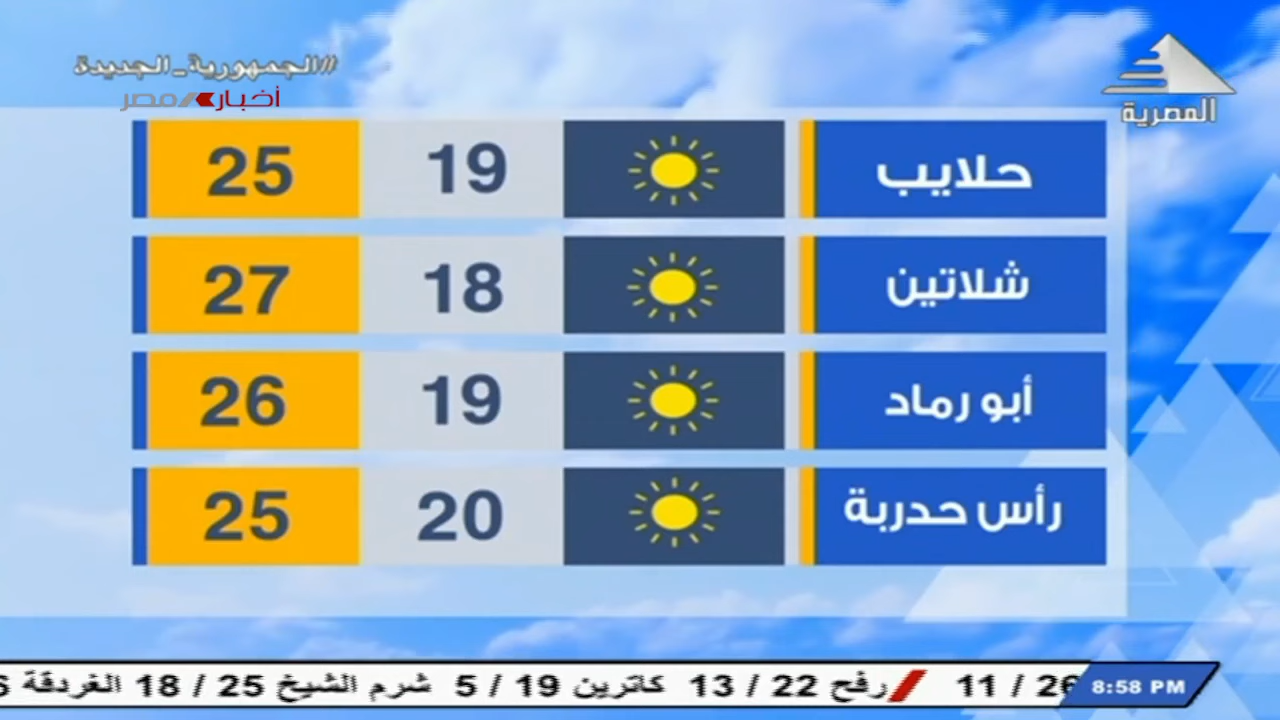 #الجمهورية_الجديدة
أخبار مصر
المصرية
حلايب 19 25
شلاتين 18 27
أبو رماد 19 26
رأس حدربة 20 25
8:58 PM
11 / 26 رفح 22 / 13 كاترين 19 / 5 شرم الشيخ 25 / 18 الغردقة